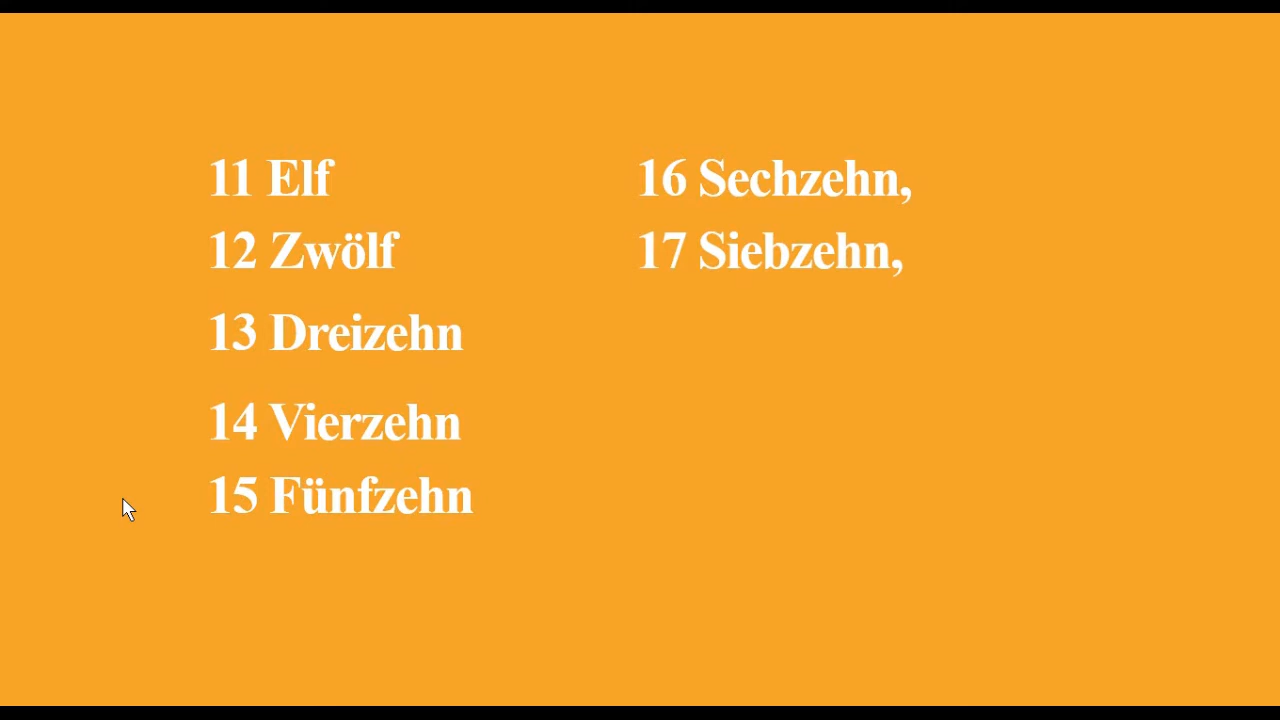 11 Elf
12 Zwölf
13 Dreizehn
14 Vierzehn
15 Fünfzehn
16 Sechzehn,
17 Siebzehn,